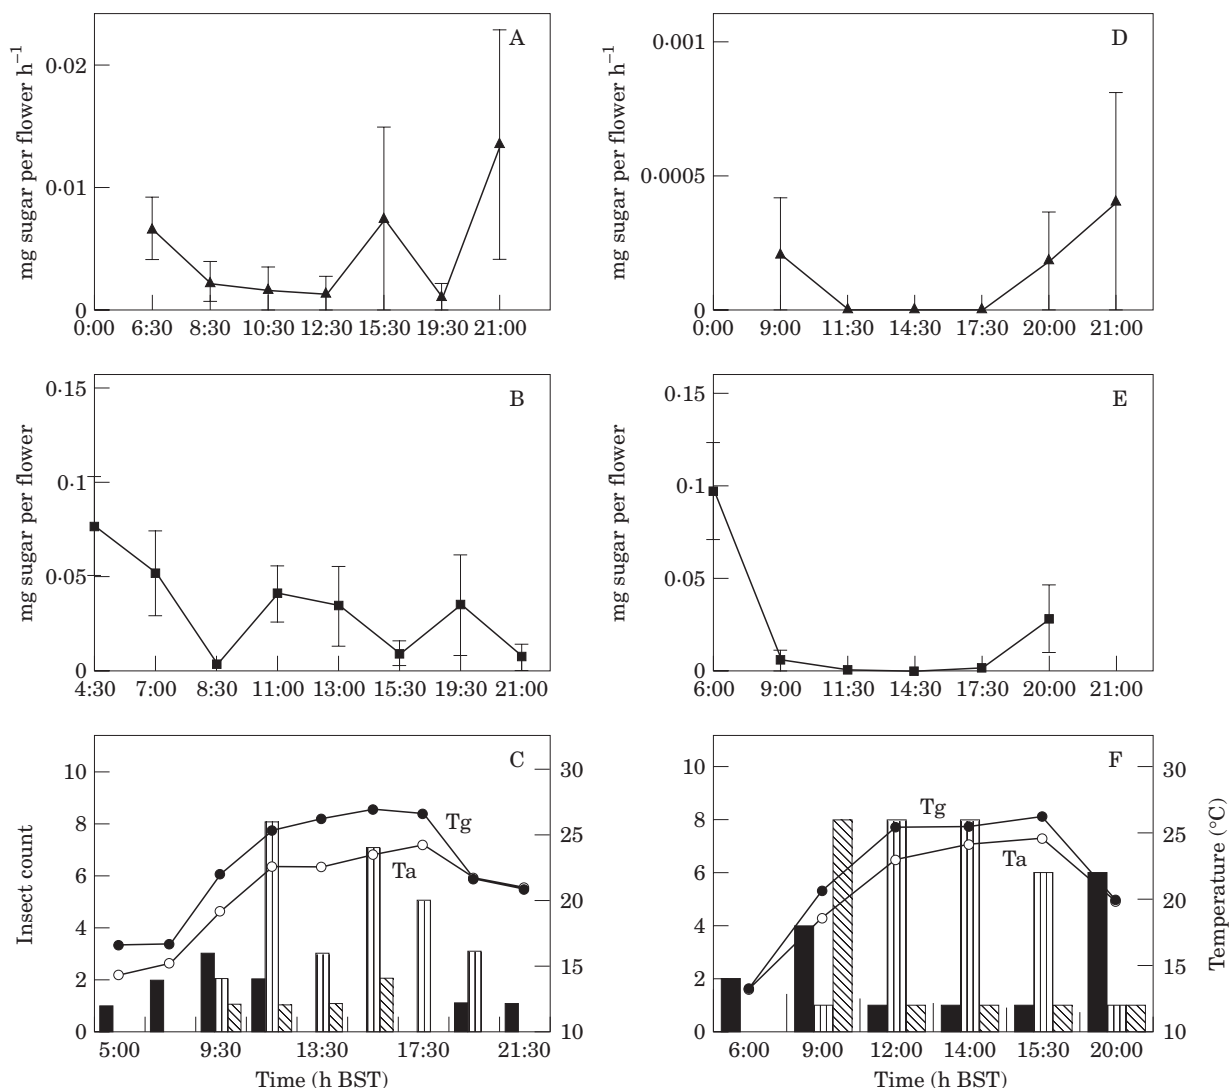 A
mg sugar per flower h⁻¹
0·02
0·01
0
0:00 6:30 8:30 10:30 12:30 15:30 19:30 21:00
D
mg sugar per flower h⁻¹
0·001
0·0005
0
0:00 9:00 11:30 14:30 17:30 20:00 21:00
B
mg sugar per flower
0·15
0·1
0·05
0
4:30 7:00 8:30 11:00 13:00 15:30 19:30 21:00
E
mg sugar per flower
0·15
0·1
0·05
0
6:00 9:00 11:30 14:30 17:30 20:00 21:00
C
Insect count
10
8
6
4
2
0
Tg
Ta
30
25
20
15
10
5:00 9:30 13:30 17:30 21:30
Time (h BST)
F
10
8
6
4
2
0
Tg
Ta
30
25
20
15
10
Temperature (°C)
6:00 9:00 12:00 14:00 15:30 20:00
Time (h BST)